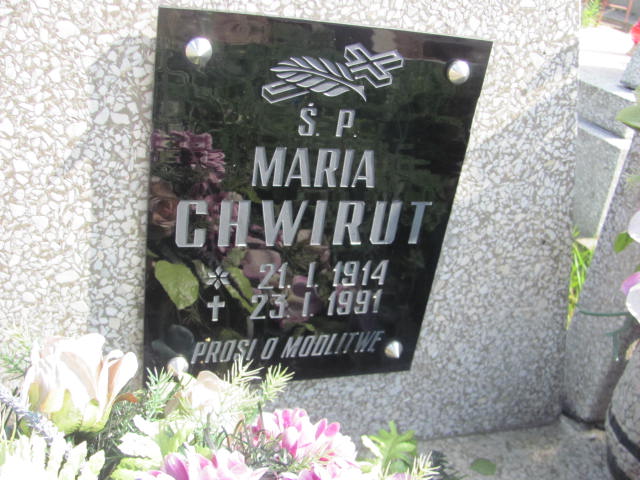 Ś. P.
MARIA
CHWIRUT
* 21. I. 1914
✝ 23. I. 1991
PROSI O MODLITWĘ